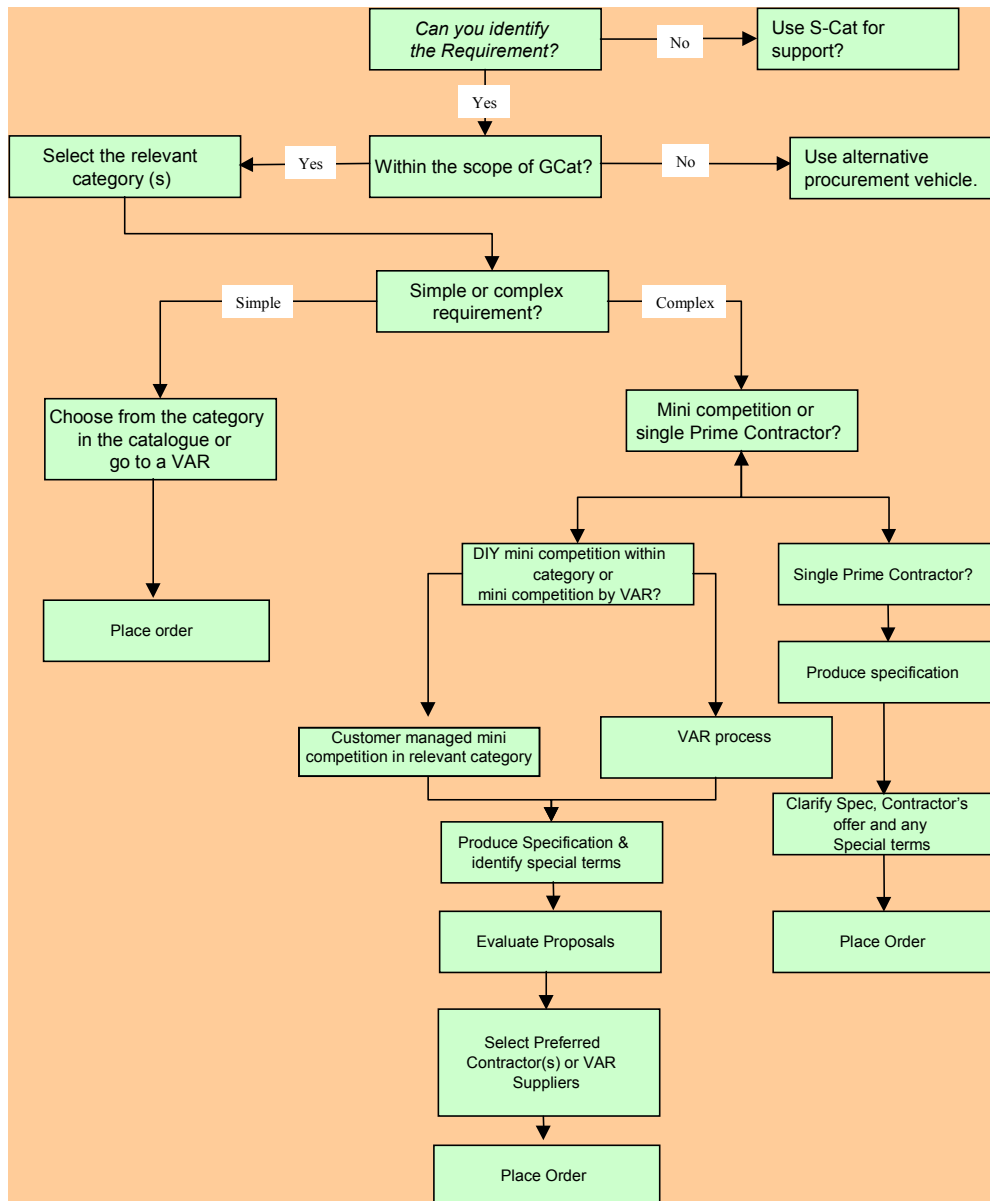 Can you identify
the Requirement?
No
Use S-Cat for
support?
Yes
Select the relevant
category (s)
Yes
Within the scope of GCat?
No
Use alternative
procurement vehicle.
Simple or complex
requirement?
Simple
Complex
Choose from the category
in the catalogue or
go to a VAR
Mini competition or
single Prime Contractor?
DIY mini competition within
category or
mini competition by VAR?
Single Prime Contractor?
Place order
Produce specification
Customer managed mini
competition in relevant category
VAR process
Clarify Spec, Contractor's
offer and any
Special terms
Produce Specification &
identify special terms
Evaluate Proposals
Place Order
Select Preferred
Contractor(s) or VAR
Suppliers
Place Order